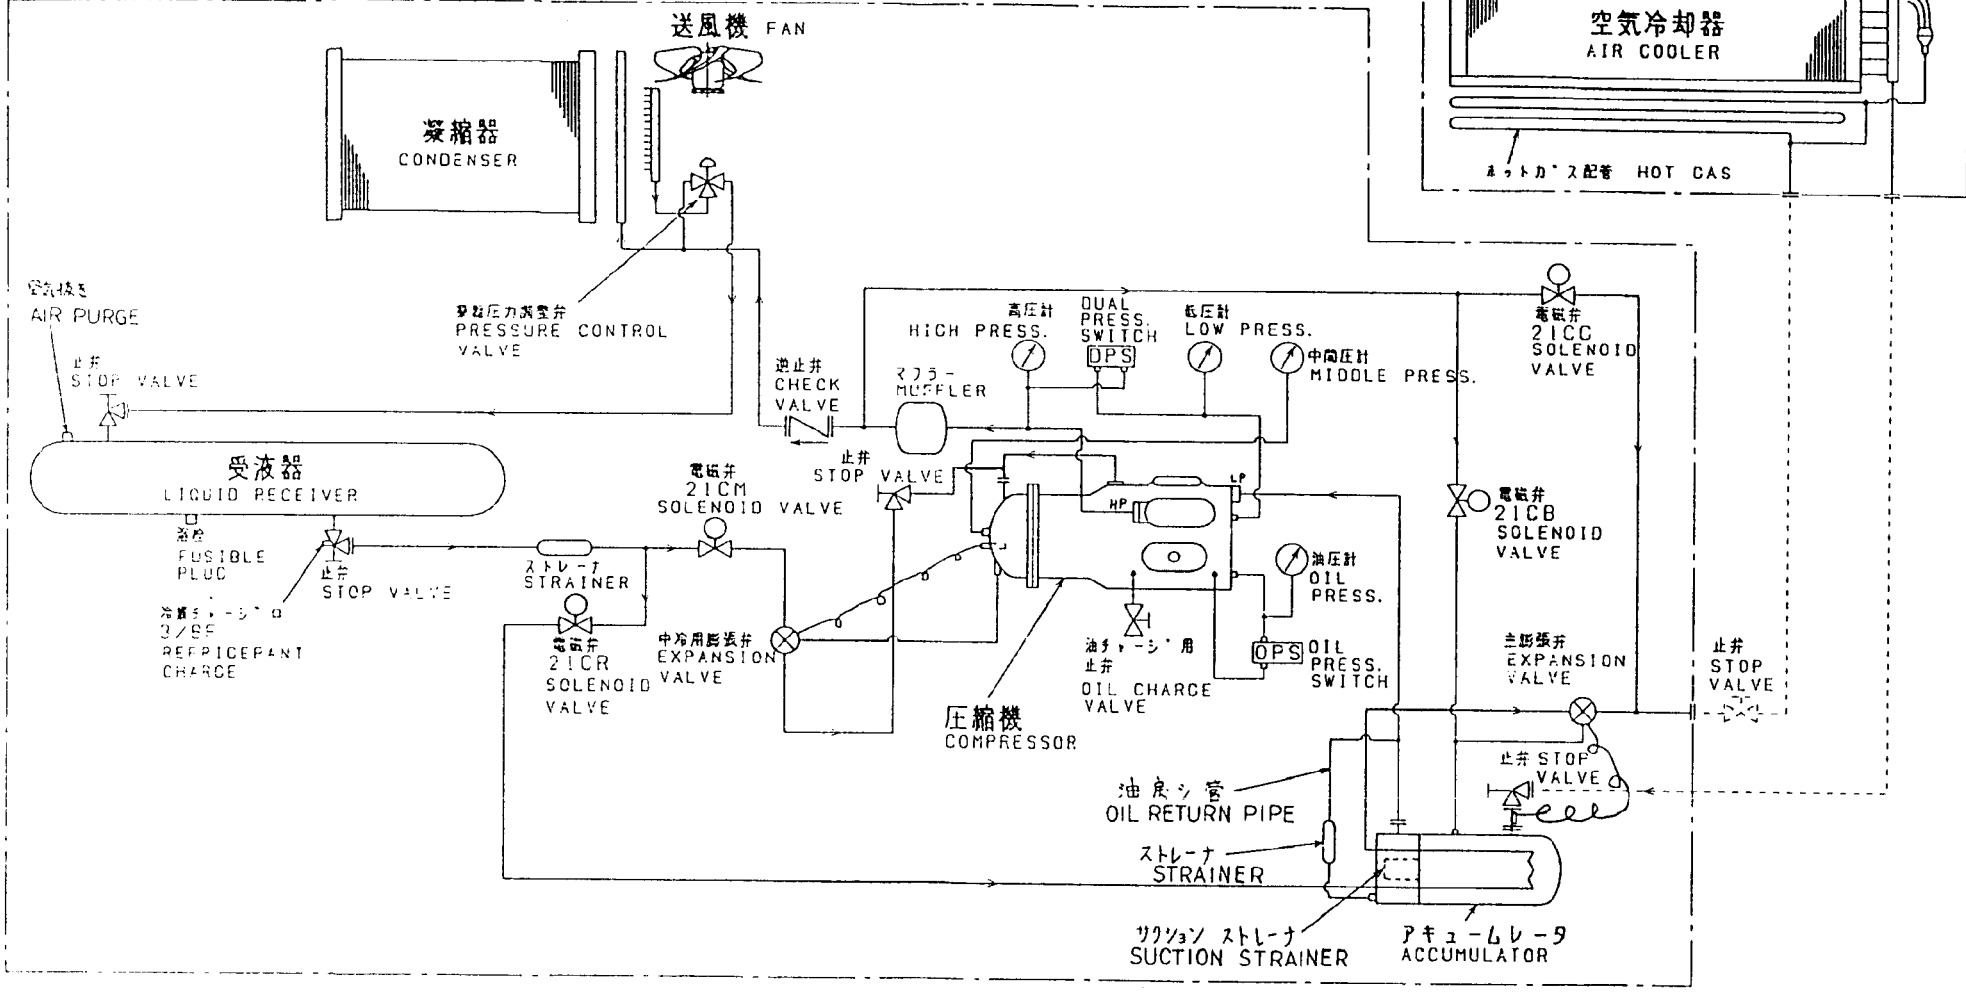 送風機 FAN
空気冷却器
AIR COOLER
凝縮器
CONDENSER
ホットガス配管 HOT GAS
空気抜き
AIR PURGE
止弁
STOP VALVE
凝縮圧力調整弁
PRESSURE CONTROL
VALVE
高圧計
HIGH PRESS.
DUAL
PRESS.
SWITCH
DPS
低圧計
LOW PRESS.
中間圧計
MIDDLE PRESS.
電磁弁
21CC
SOLENOID
VALVE
逆止弁
CHECK
VALVE
マフラー
MUFFLER
受液器
LIQUID RECEIVER
電磁弁
21CM
SOLENOID VALVE
止弁
STOP VALVE
HP
LP
電磁弁
21CB
SOLENOID
VALVE
溶栓
FUSIBLE
PLUG
止弁
STOP VALVE
ストレーナ
STRAINER
冷媒チャージ口
REFRIGERANT
CHARGE
電磁弁
21CR
SOLENOID
VALVE
中冷用膨張弁
EXPANSION
VALVE
油圧計
OIL
PRESS.
油チャージ用
止弁
OIL CHARGE
VALVE
OPS
OIL
PRESS.
SWITCH
圧縮機
COMPRESSOR
主膨張弁
EXPANSION
VALVE
止弁
STOP
VALVE
止弁 STOP
VALVE
油戻シ管
OIL RETURN PIPE
ストレーナ
STRAINER
サクション ストレーナ
SUCTION STRAINER
アキュームレータ
ACCUMULATOR